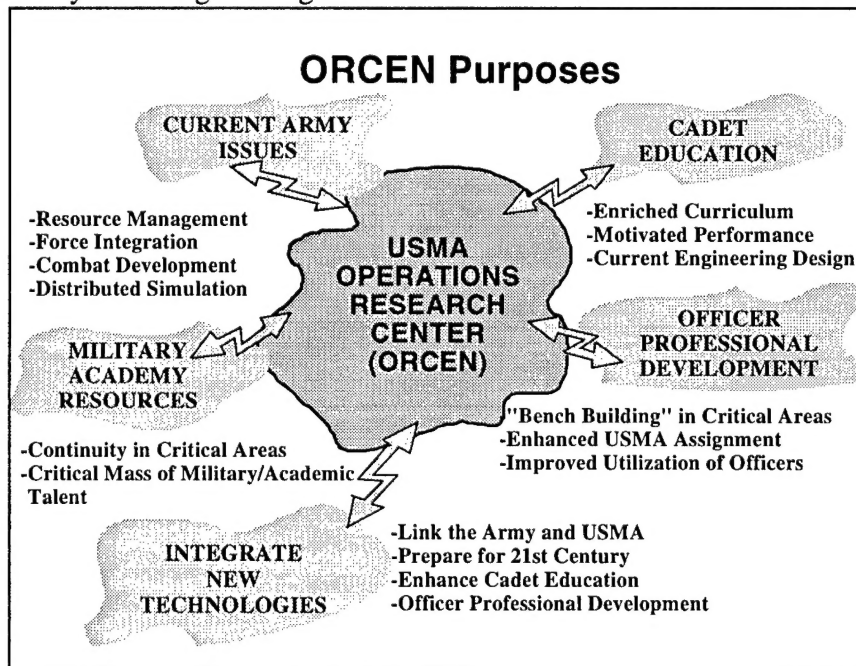 ORCEN Purposes
CURRENT ARMY
ISSUES
-Resource Management
-Force Integration
-Combat Development
-Distributed Simulation
CADET
EDUCATION
-Enriched Curriculum
-Motivated Performance
-Current Engineering Design
USMA
OPERATIONS
RESEARCH
CENTER
(ORCEN)
MILITARY
ACADEMY
RESOURCES
-Continuity in Critical Areas
-Critical Mass of Military/Academic
Talent
OFFICER
PROFESSIONAL
DEVELOPMENT
"Bench Building" in Critical Areas
-Enhanced USMA Assignment
-Improved Utilization of Officers
INTEGRATE
NEW
TECHNOLOGIES
-Link the Army and USMA
-Prepare for 21st Century
-Enhance Cadet Education
-Officer Professional Development